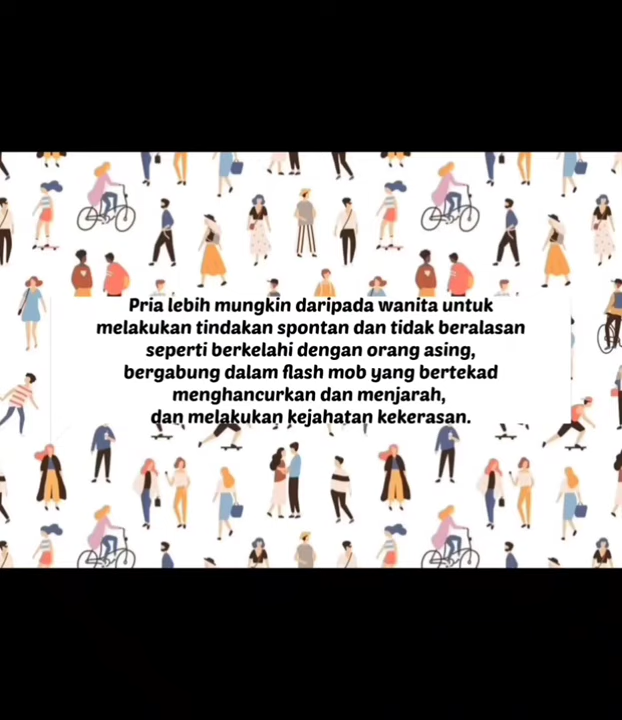 Pria lebih mungkin daripada wanita untuk
melakukan tindakan spontan dan tidak beralasan
seperti berkelahi dengan orang asing,
bergabung dalam flash mob yang bertekad
menghancurkan dan menjarah,
dan melakukan kejahatan kekerasan.